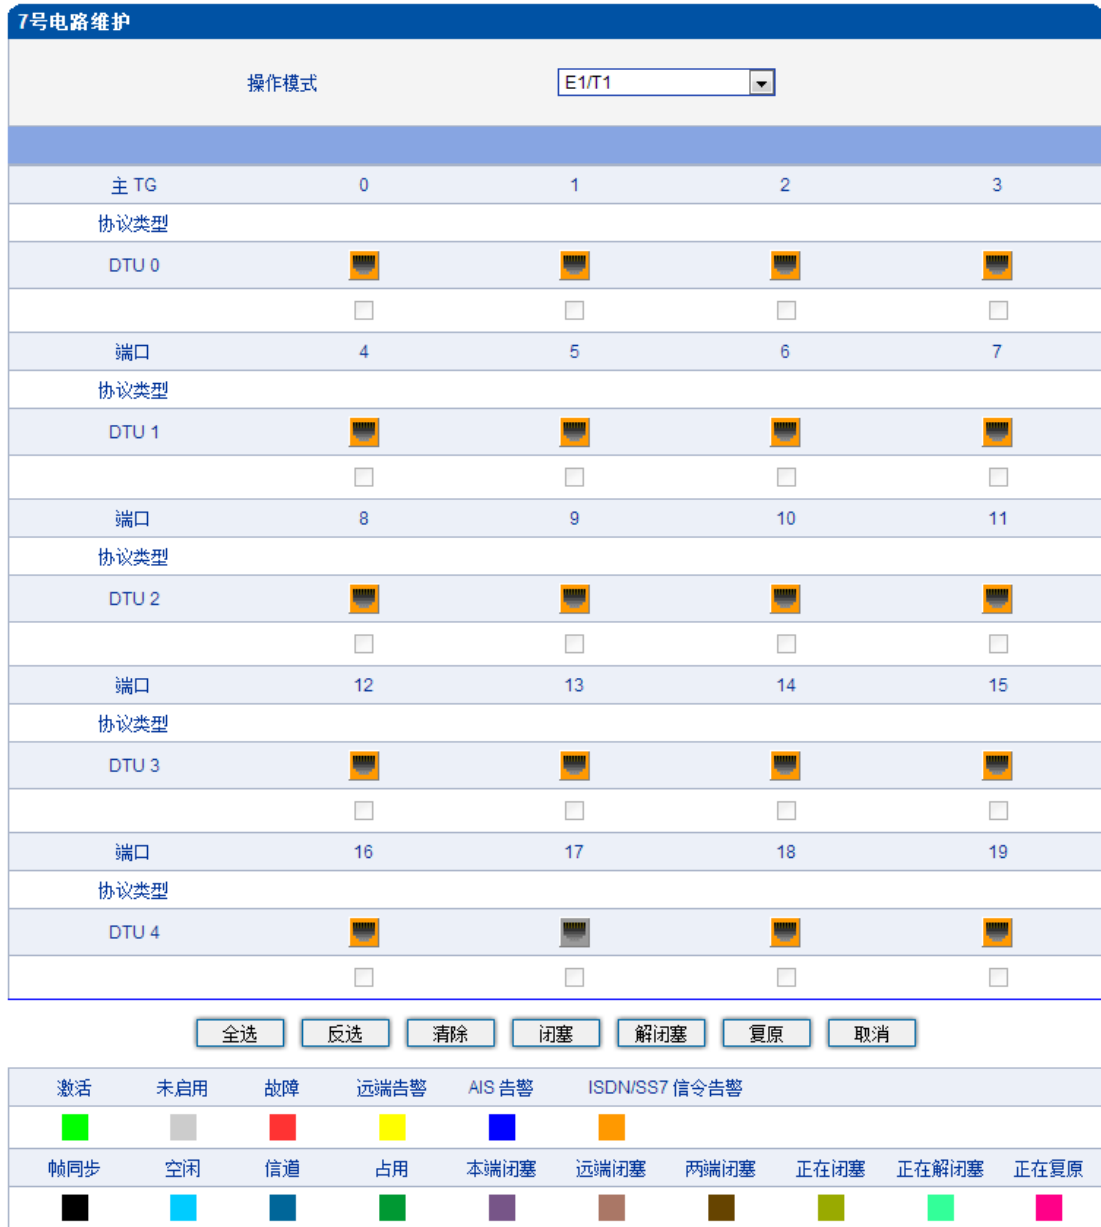 7号电路维护
操作模式 E1/T1
主 TG 0 1 2 3
协议类型
DTU 0
端口 4 5 6 7
协议类型
DTU 1
端口 8 9 10 11
协议类型
DTU 2
端口 12 13 14 15
协议类型
DTU 3
端口 16 17 18 19
协议类型
DTU 4
全选 反选 清除 闭塞 解闭塞 复原 取消
激活 未启用 故障 远端告警 AIS 告警 ISDN/SS7 信令告警
帧同步 空闲 信道 占用 本端闭塞 远端闭塞 两端闭塞 正在闭塞 正在解闭塞 正在复原